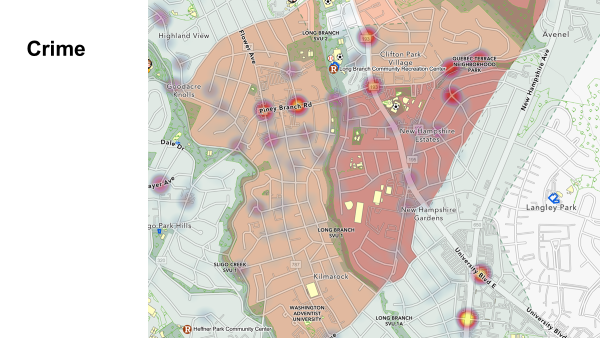 Crime
Highland View
Flower Ave
LONG BRANCH
SVU 2
Clifton Park
Village
Avenel
QUEBEC TERRACE
NEIGHBORHOOD
PARK
Long Branch Community Recreation Center
New Hampshire Ave
Goodacre
Knolls
Piney Branch Rd
New Hampshire
Estates
Dale Dr
ayer Ave
Langley Park
New Hampshire
Gardens
go Park Hills
LONG BRANCH
SVU 1
SLIGO CREEK
SVU 1
University Blvd E
Kilmarock
WASHINGTON
ADVENTIST
UNIVERSITY
LONG BRANCH
SVU 1A
University Blv
Heffner Park Community Center